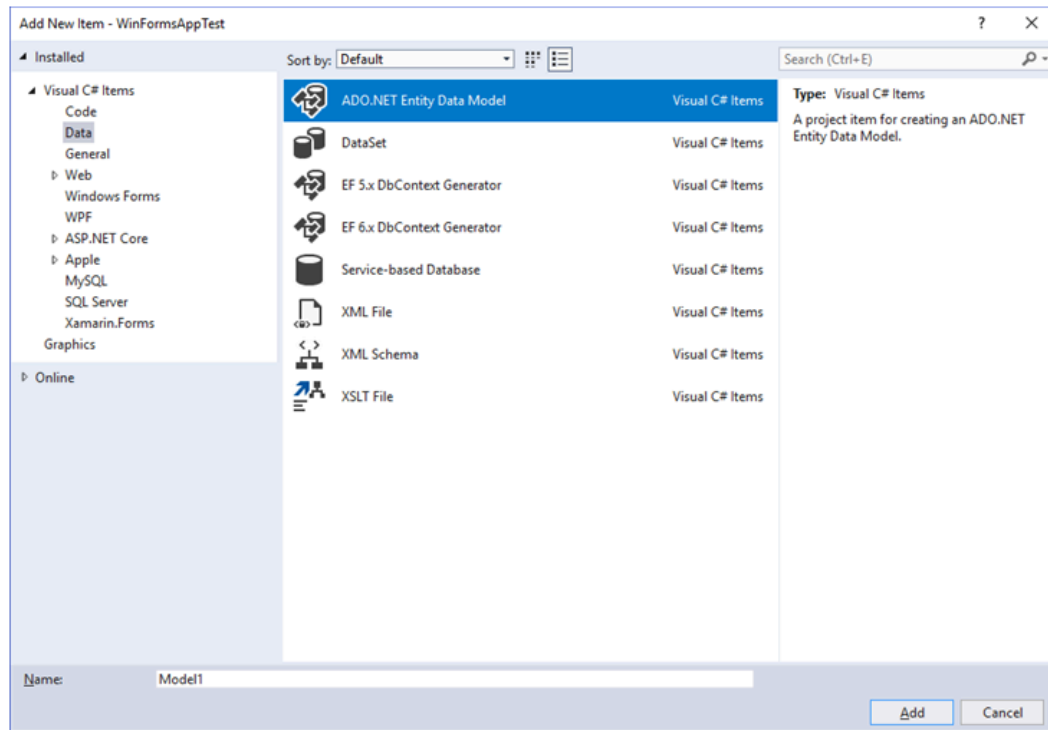 Add New Item - WinFormsAppTest
?
Installed
Sort by: Default
Search (Ctrl+E)
Visual C# Items
Code
Data
General
Web
Windows Forms
WPF
ASP.NET Core
Apple
MySQL
SQL Server
Xamarin.Forms
Graphics
Online
ADO.NET Entity Data Model Visual C# Items
DataSet Visual C# Items
EF 5.x DbContext Generator Visual C# Items
EF 6.x DbContext Generator Visual C# Items
Service-based Database Visual C# Items
XML File Visual C# Items
XML Schema Visual C# Items
XSLT File Visual C# Items
Type: Visual C# Items
A project item for creating an ADO.NET
Entity Data Model.
Name: Model1
Add Cancel